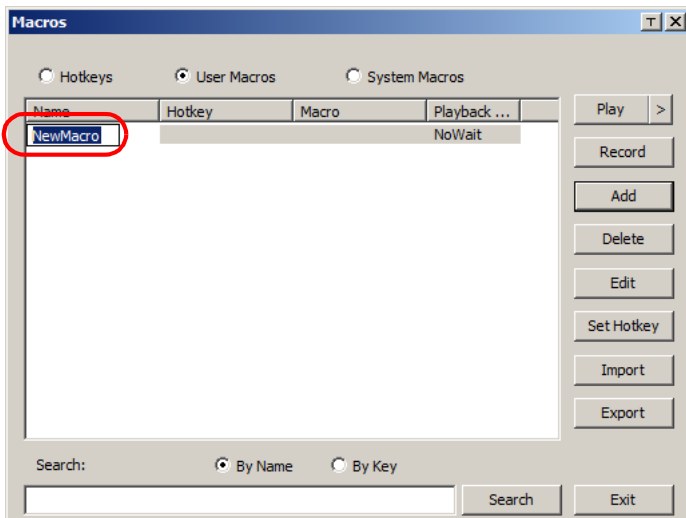 Macros
Hotkeys User Macros System Macros
Name Hotkey Macro Playback ... Play >
NewMacro NoWait
Record
Add
Delete
Edit
Set Hotkey
Import
Export
Search: By Name By Key
Search Exit